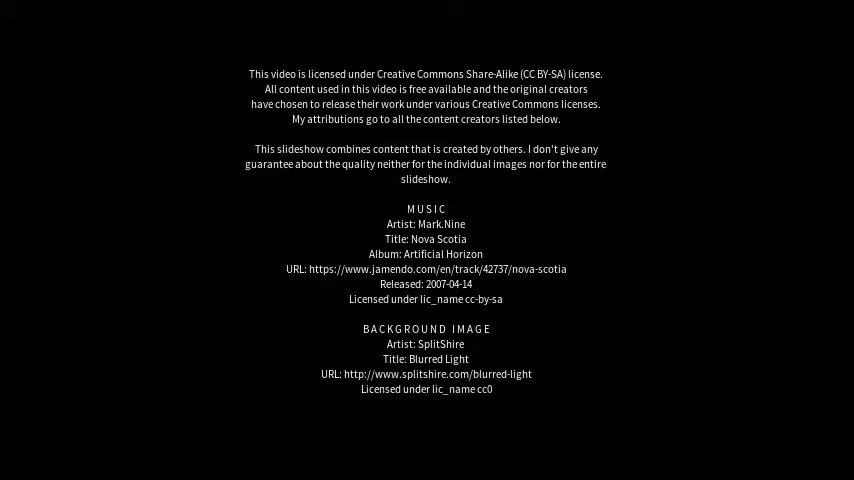 This video is licensed under Creative Commons Share-Alike (CC BY-SA) license.
All content used in this video is free available and the original creators
have chosen to release their work under various Creative Commons licenses.
My attributions go to all the content creators listed below.
This slideshow combines content that is created by others. I don't give any
guarantee about the quality neither for the individual images nor for the entire
slideshow.
MUSIC
Artist: Mark.Nine
Title: Nova Scotia
Album: Artificial Horizon
URL: https://www.jamendo.com/en/track/42737/nova-scotia
Released: 2007-04-14
Licensed under lic_name cc-by-sa
BACKGROUND IMAGE
Artist: SplitShire
Title: Blurred Light
URL: http://www.splitshire.com/blurred-light
Licensed under lic_name cc0